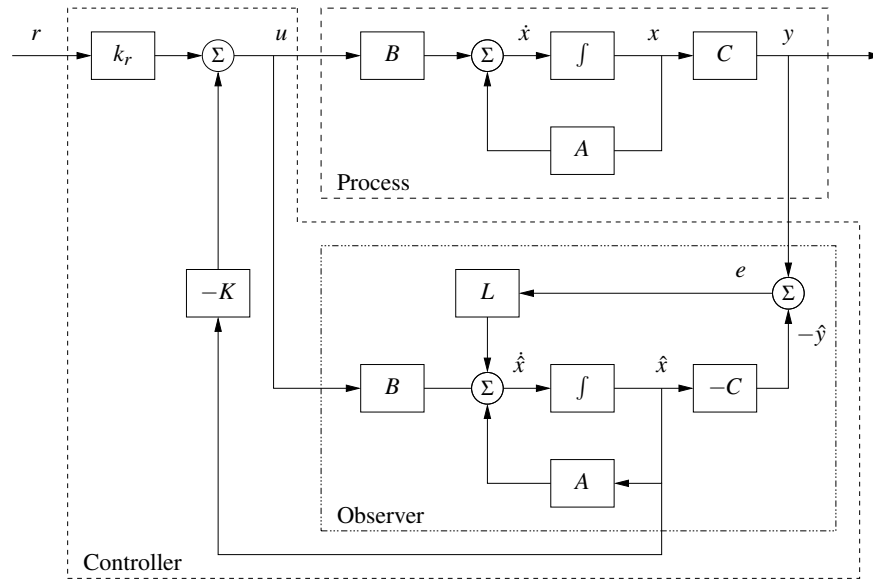 r
k_r
Σ
u
B
Σ
ẋ
∫
x
C
y
A
Process
−K
L
e
Σ
−ŷ
B
Σ
x̂̇
∫
x̂
−C
A
Observer
Controller